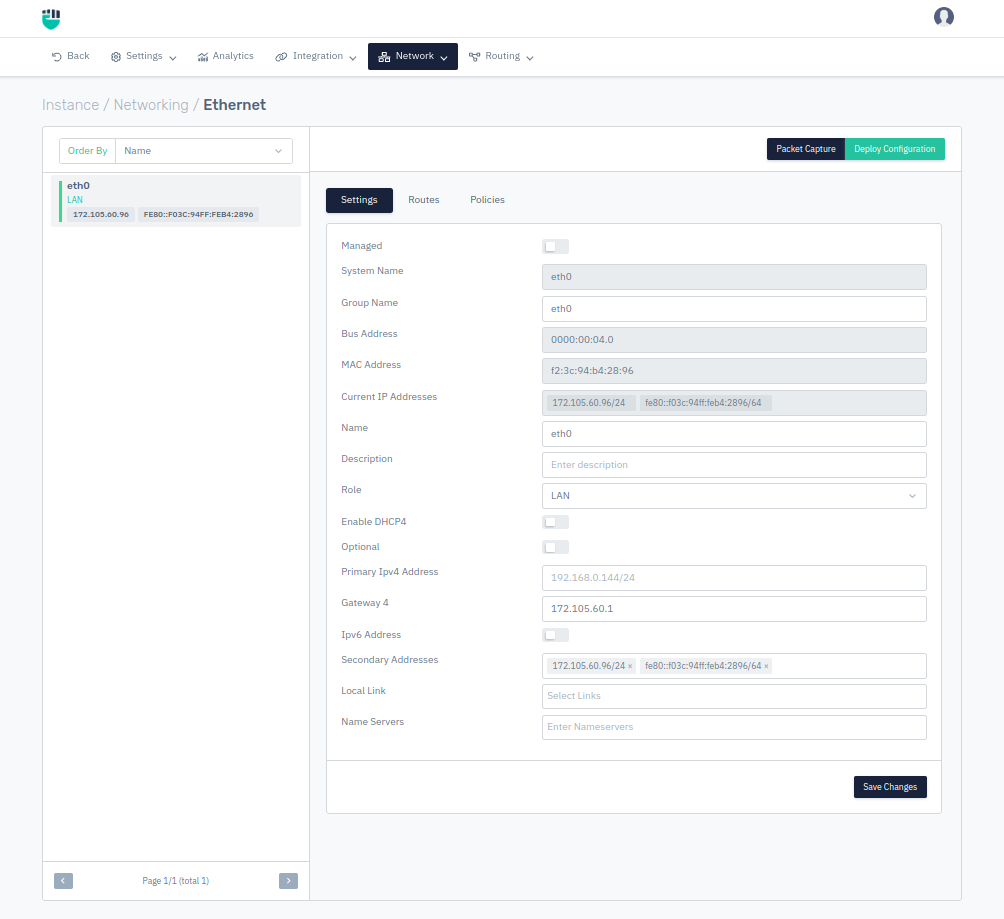 Back Settings Analytics Integration Network Routing
Instance / Networking / Ethernet
Order By Name
Packet Capture Deploy Configuration
eth0
LAN
172.105.60.96 FE80::F03C:94FF:FEB4:2896
Settings Routes Policies
Managed
System Name eth0
Group Name eth0
Bus Address 0000:00:04.0
MAC Address f2:3c:94:b4:28:96
Current IP Addresses 172.105.60.96/24 fe80::f03c:94ff:feb4:2896/64
Name eth0
Description Enter description
Role LAN
Enable DHCP4
Optional
Primary Ipv4 Address 192.168.0.144/24
Gateway 4 172.105.60.1
Ipv6 Address
Secondary Addresses 172.105.60.96/24 × fe80::f03c:94ff:feb4:2896/64 ×
Local Link Select Links
Name Servers Enter Nameservers
Save Changes
Page 1/1 (total 1)